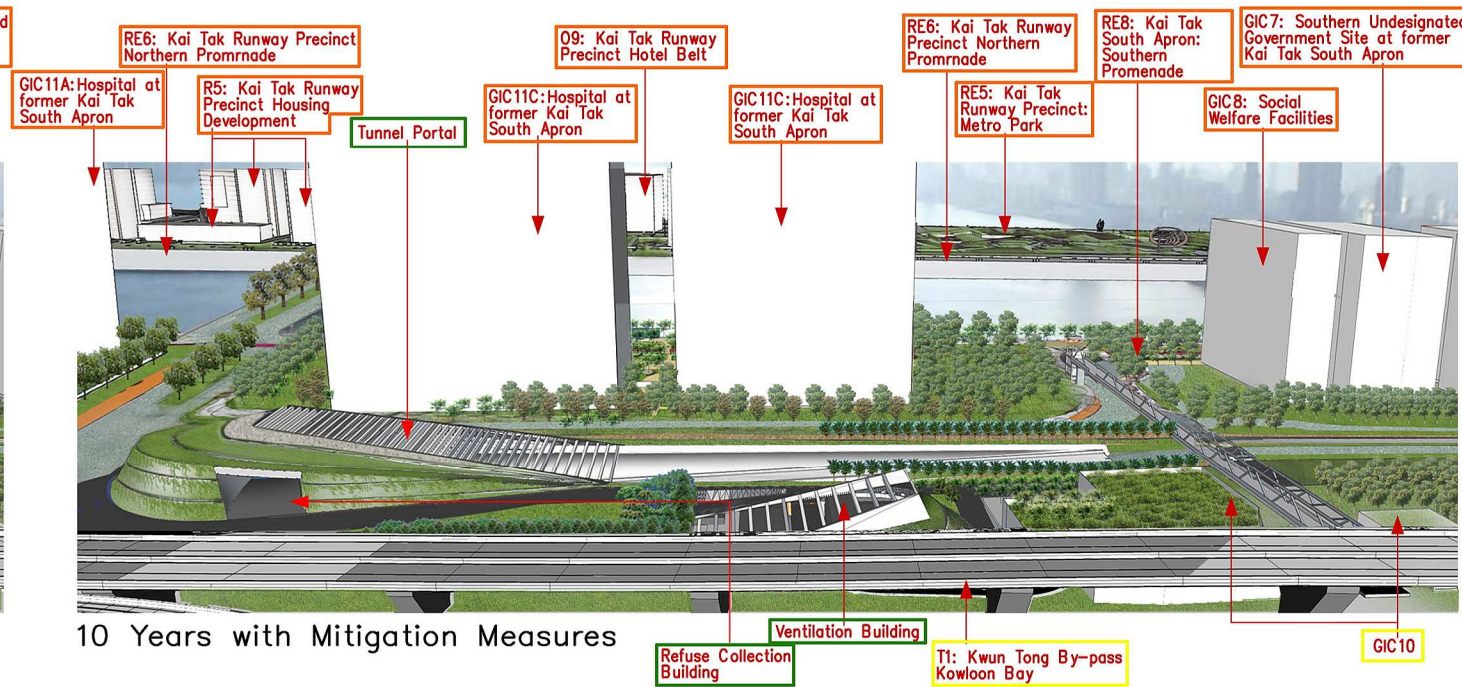 d
RE6: Kai Tak Runway Precinct
Northern Promrnade
GIC11A:Hospital at
former Kai Tak
South Apron
R5: Kai Tak Runway
Precinct Housing
Development
Tunnel Portal
GIC11C:Hospital at
former Kai Tak
South Apron
O9: Kai Tak Runway
Precinct Hotel Belt
GIC11C:Hospital at
former Kai Tak
South Apron
RE6: Kai Tak Runway
Precinct Northern
Promrnade
RE5: Kai Tak
Runway Precinct:
Metro Park
RE8: Kai Tak
South Apron:
Southern
Promenade
GIC7: Southern Undesignated
Government Site at former
Kai Tak South Apron
GIC8: Social
Welfare Facilities
10 Years with Mitigation Measures
Refuse Collection
Building
Ventilation Building
T1: Kwun Tong By-pass
Kowloon Bay
GIC10